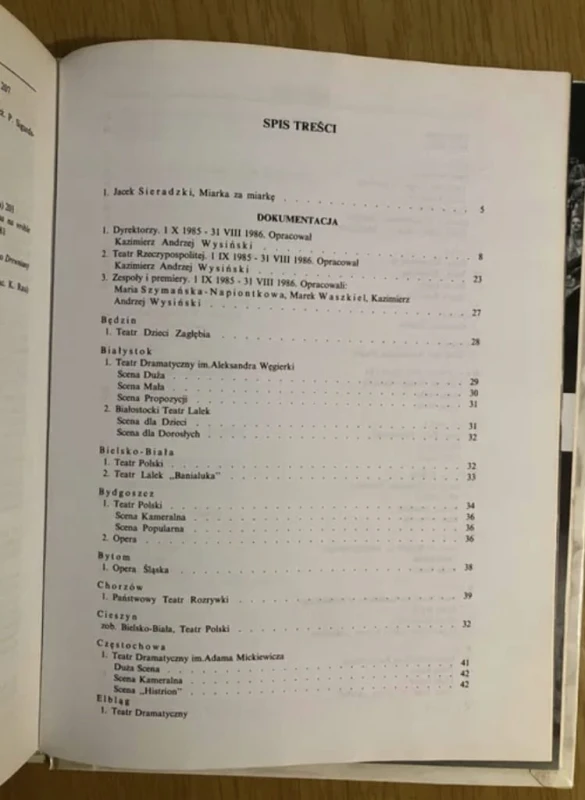 207
ż. P. Sigarda-
) 203
o Drewniany
SPIS TREŚCI
1. Jacek Sieradzki, Miarka za miarkę . . . . . 5
DOKUMENTACJA
1. Dyrektorzy. 1 X 1985 - 31 VIII 1986. Opracował
Kazimierz Andrzej Wysiński . . . . . 8
2. Teatr Rzeczypospolitej. 1 IX 1985 - 31 VIII 1986. Opracował
Kazimierz Andrzej Wysiński . . . . . 23
3. Zespoły i premiery. 1 IX 1985 - 31 VIII 1986. Opracowali:
Maria Szymańska-Napiontkowa, Marek Waszkiel, Kazimierz
Andrzej Wysiński . . . . . 27
Będzin
1. Teatr Dzieci Zagłębia . . . . . 28
Białystok
1. Teatr Dramatyczny im.Aleksandra Węgierki
Scena Duża . . . . . 29
Scena Mała . . . . . 30
Scena Propozycji . . . . . 31
2. Białostocki Teatr Lalek
Scena dla Dzieci . . . . . 31
Scena dla Dorosłych . . . . . 32
Bielsko-Biała
1. Teatr Polski . . . . . 32
2. Teatr Lalek „Banialuka” . . . . . 33
Bydgoszcz
1. Teatr Polski . . . . . 34
Scena Kameralna . . . . . 36
Scena Popularna . . . . . 36
2. Opera . . . . . 36
Bytom
1. Opera Śląska . . . . . 38
Chorzów
1. Państwowy Teatr Rozrywki . . . . . 39
Cieszyn
zob. Bielsko-Biała, Teatr Polski . . . . . 32
Częstochowa
1. Teatr Dramatyczny im.Adama Mickiewicza
Duża Scena . . . . . 41
Scena Kameralna . . . . . 42
Scena „Histrion” . . . . . 42
Elbląg
1. Teatr Dramatyczny